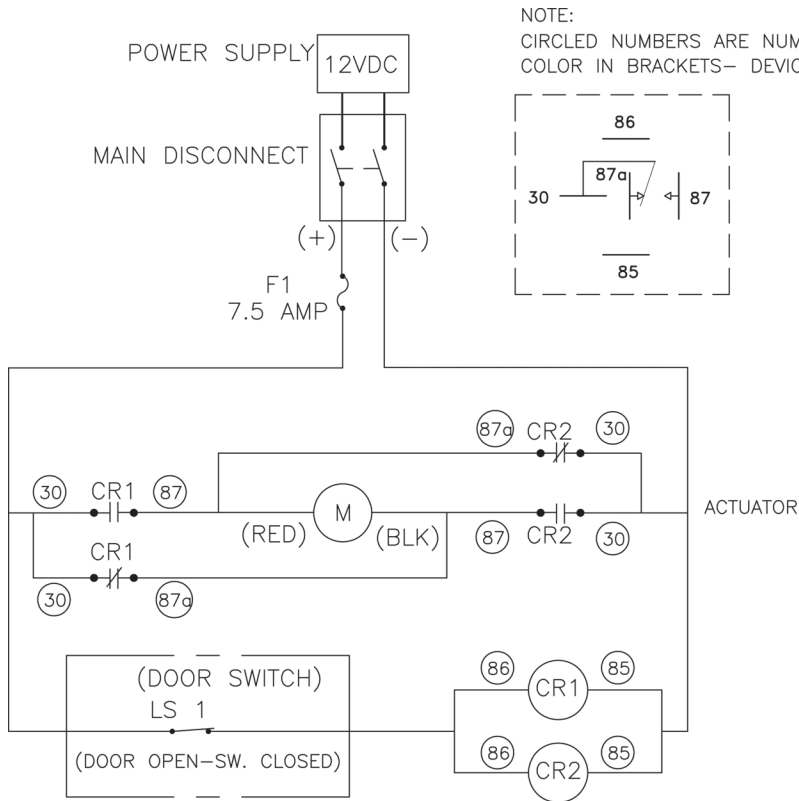 NOTE:
CIRCLED NUMBERS ARE
COLOR IN BRACKETS–
POWER SUPPLY
12VDC
MAIN DISCONNECT
86
87a
30
87
85
(+)
(–)
F1
7.5 AMP
87a
CR2
30
30
CR1
87
M
(RED)
(BLK)
87
CR2
30
ACTUATOR
CR1
30
87a
(DOOR SWITCH)
LS 1
(DOOR OPEN–SW. CLOSED)
86
CR1
85
86
CR2
85